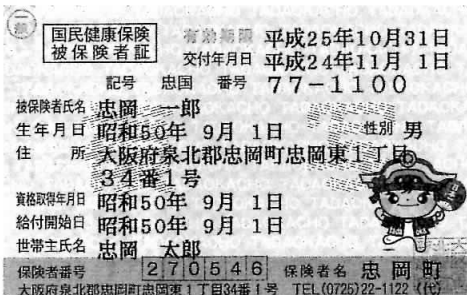 一般
国民健康保険
被保険者証
有効期限 平成25年10月31日
交付年月日 平成24年11月 1日
記号 忠国 番号 77-1100
被保険者氏名 忠岡 一郎
生年月日 昭和50年 9月 1日 性別 男
住所 大阪府泉北郡忠岡町忠岡東1丁目
34番1号
資格取得年月日 昭和50年 9月 1日
給付開始日 昭和50年 9月 1日
世帯主氏名 忠岡 太郎
保険者番号 270546 保険者名 忠岡町
大阪府泉北郡忠岡町忠岡東1丁目34番1号 TEL(0725)22-1122 (代)